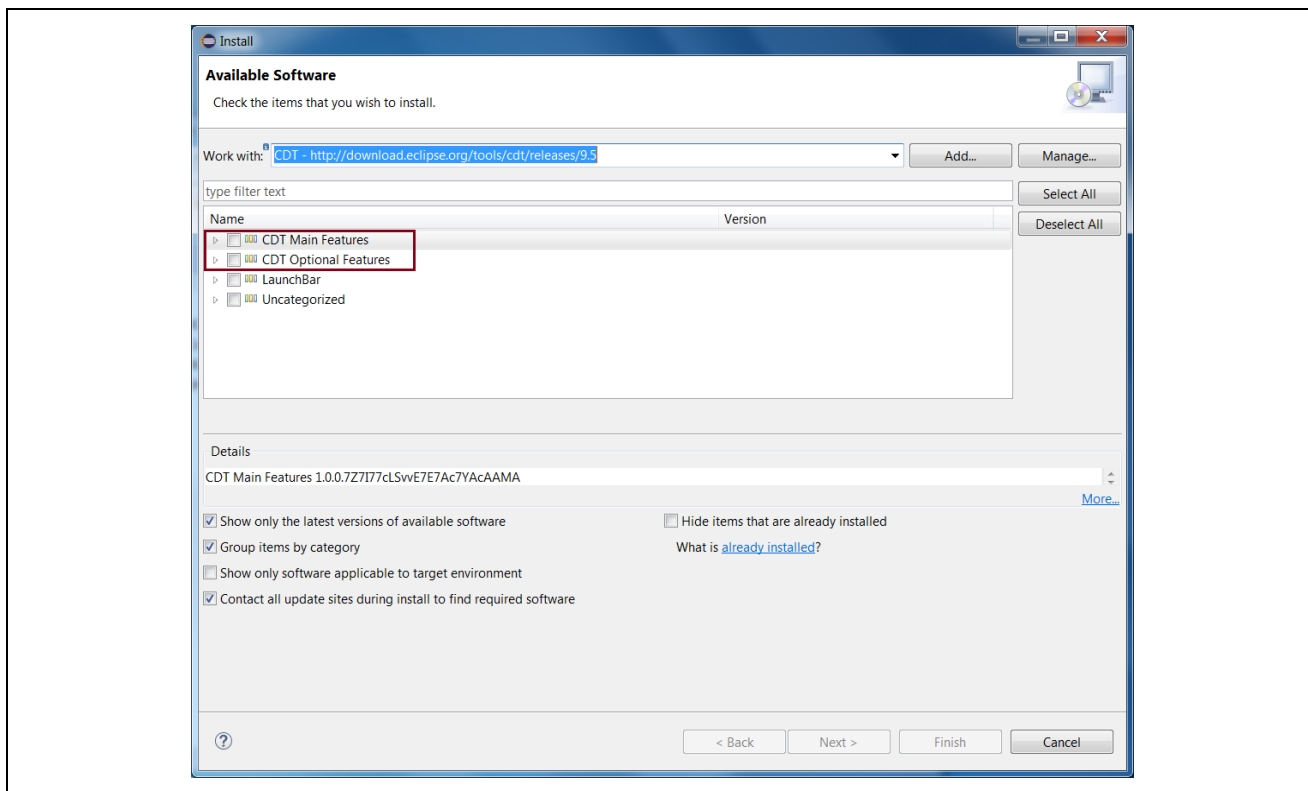 Install
Available Software
Check the items that you wish to install.
Work with: CDT - http://download.eclipse.org/tools/cdt/releases/9.5 Add... Manage...
type filter text Select All
Name Version Deselect All
CDT Main Features
CDT Optional Features
LaunchBar
Uncategorized
Details
CDT Main Features 1.0.0.7Z7I77cLSvvE7E7Ac7YAcAAMA
More...
Show only the latest versions of available software Hide items that are already installed
Group items by category What is already installed?
Show only software applicable to target environment
Contact all update sites during install to find required software
? < Back Next > Finish Cancel